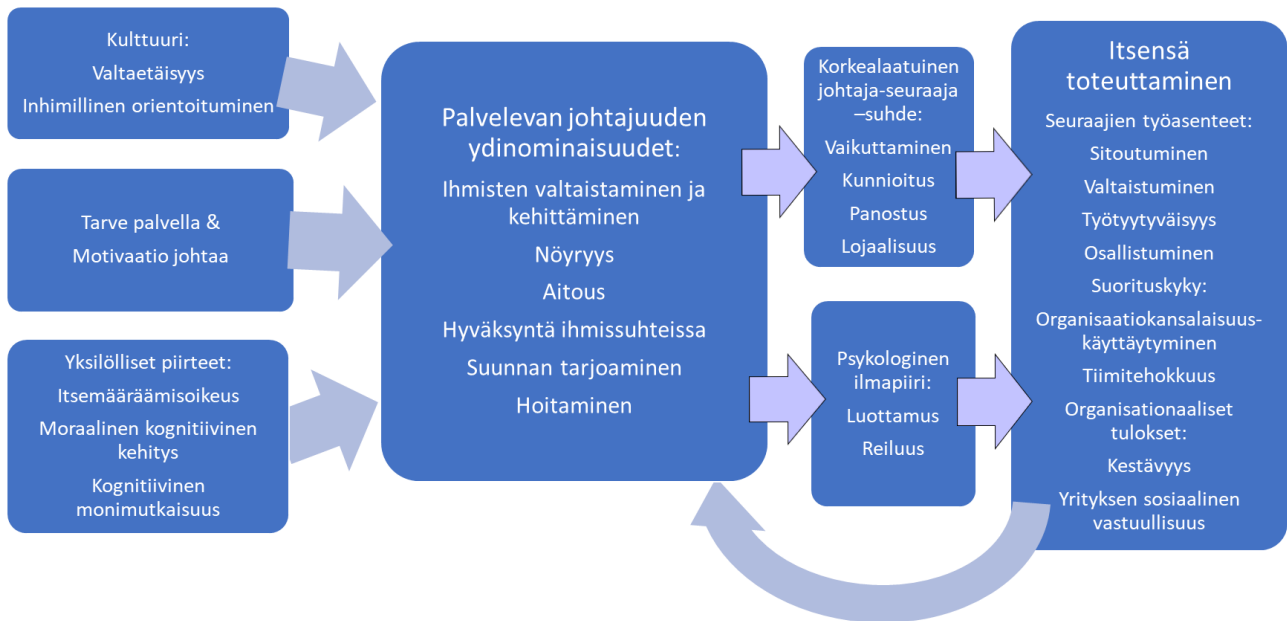 Kulttuuri:
Valtaetäisyys
Inhimillinen orientoituminen
Tarve palvella &
Motivaatio johtaa
Yksilölliset piirteet:
Itsemääräämisoikeus
Moraalinen kognitiivinen
kehitys
Kognitiivinen
monimutkaisuus
Palvelevan johtajuuden
ydinominaisuudet:
Ihmisten valtaistaminen ja
kehittäminen
Nöyryys
Aitous
Hyväksyntä ihmissuhteissa
Suunnan tarjoaminen
Hoitaminen
Korkealaatuinen
johtaja-seuraaja
–suhde:
Vaikuttaminen
Kunnioitus
Panostus
Lojaalisuus
Psykologinen
ilmapiiri:
Luottamus
Reiluus
Itsensä
toteuttaminen
Seuraajien työasenteet:
Sitoutuminen
Valtaistuminen
Työtyytyväisyys
Osallistuminen
Suorituskyky:
Organisaatiokansalaisuus-
käyttäytyminen
Tiimitehokkuus
Organisationaaliset
tulokset:
Kestävyys
Yrityksen sosiaalinen
vastuullisuus